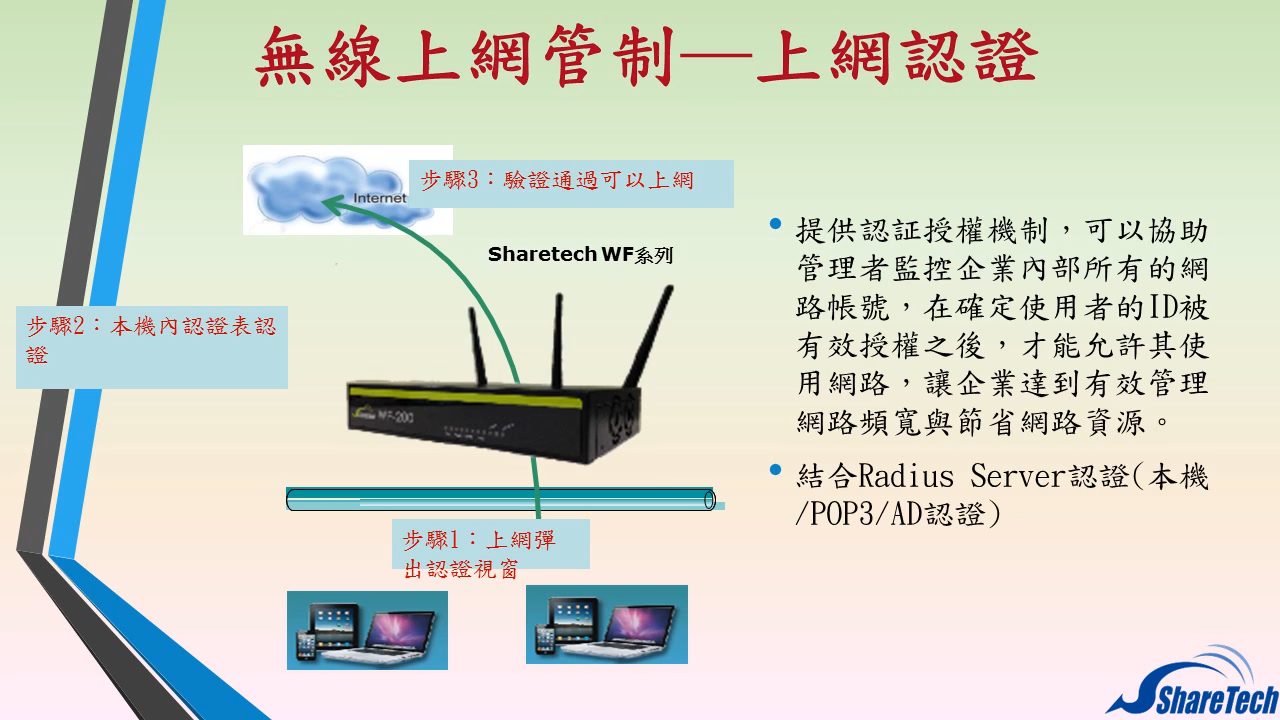 無線上網管制—上網認證
Internet
步驟3：驗證通過可以上網
Sharetech WF系列
步驟2：本機內認證表認
證
WF-200
步驟1：上網彈
出認證視窗
• 提供認証授權機制，可以協助
管理者監控企業內部所有的網
路帳號，在確定使用者的ID被
有效授權之後，才能允許其使
用網路，讓企業達到有效管理
網路頻寬與節省網路資源。
• 結合Radius Server認證(本機
/POP3/AD認證)
ShareTech